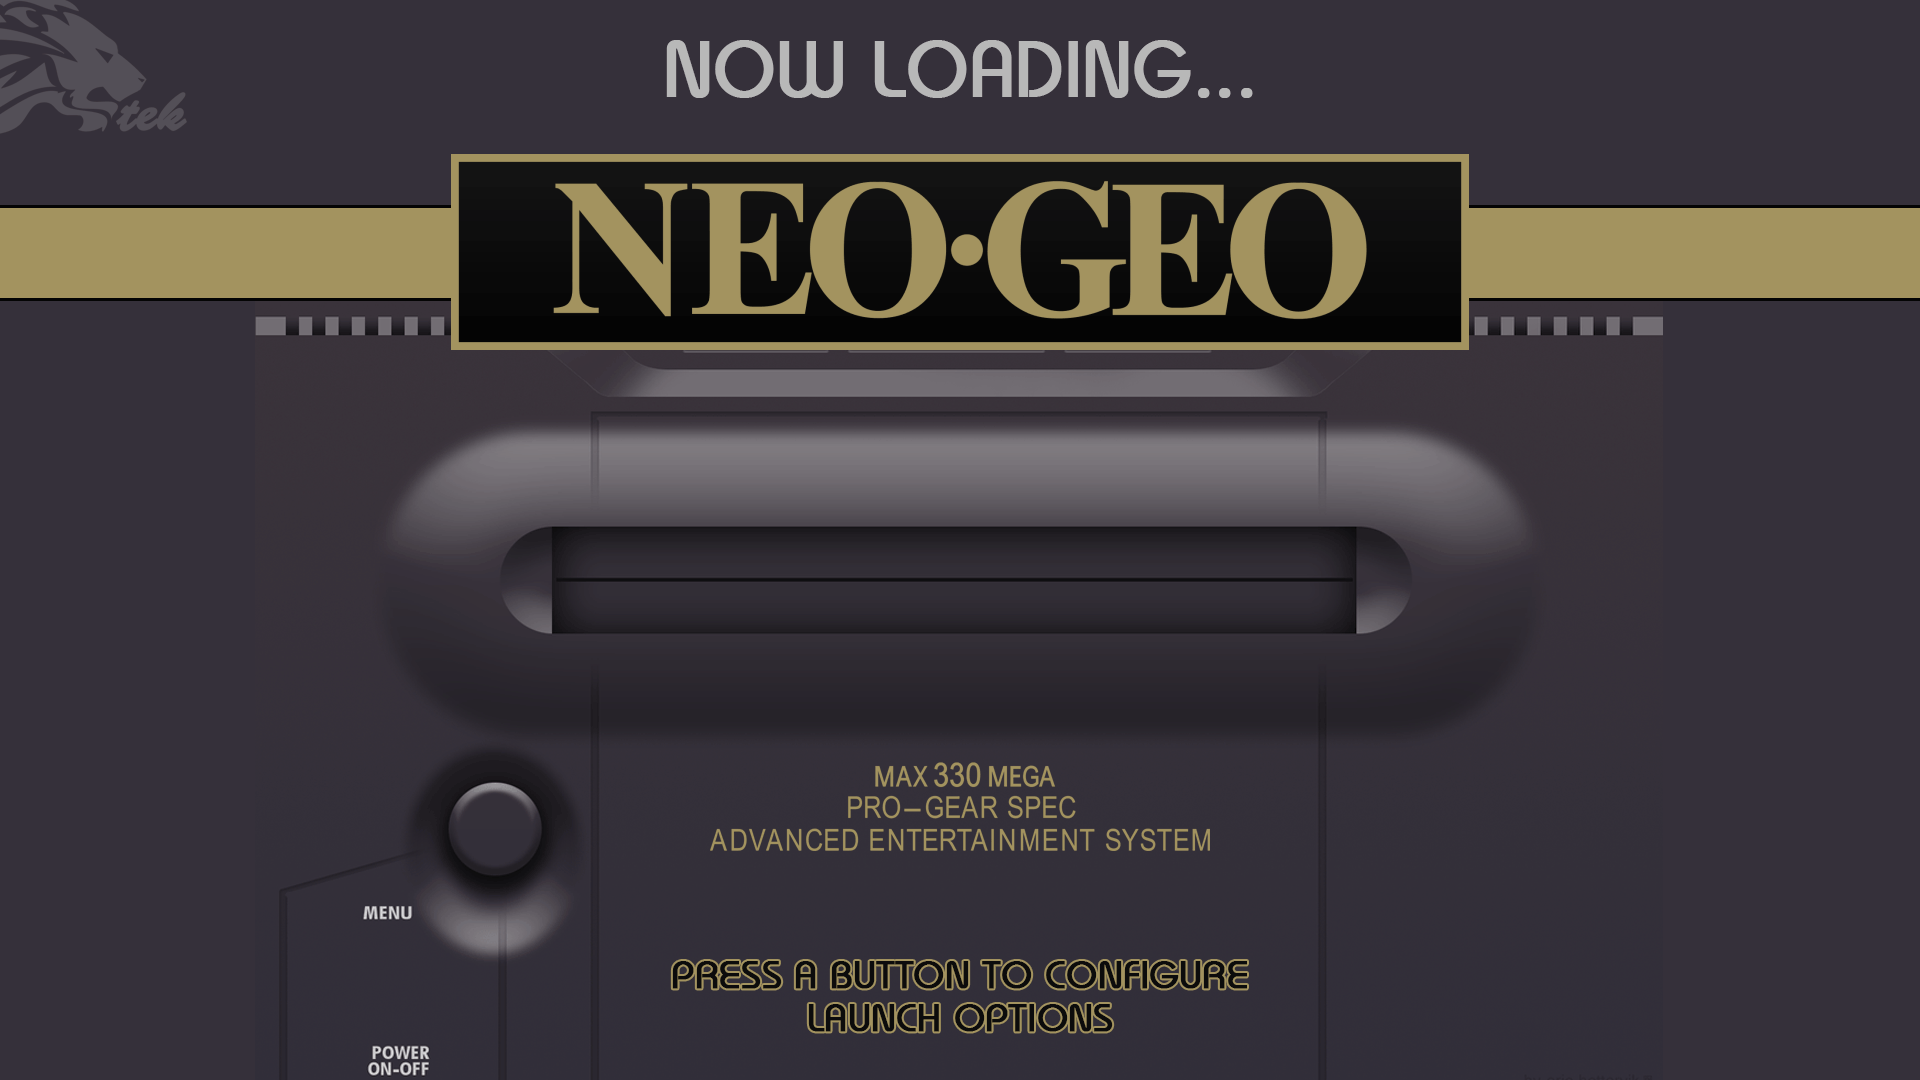 NOW LOADING...
tek
NEO•GEO
MAX 330 MEGA
PRO-GEAR SPEC
ADVANCED ENTERTAINMENT SYSTEM
MENU
PRESS A BUTTON TO CONFIGURE
LAUNCH OPTIONS
POWER
ON-OFF